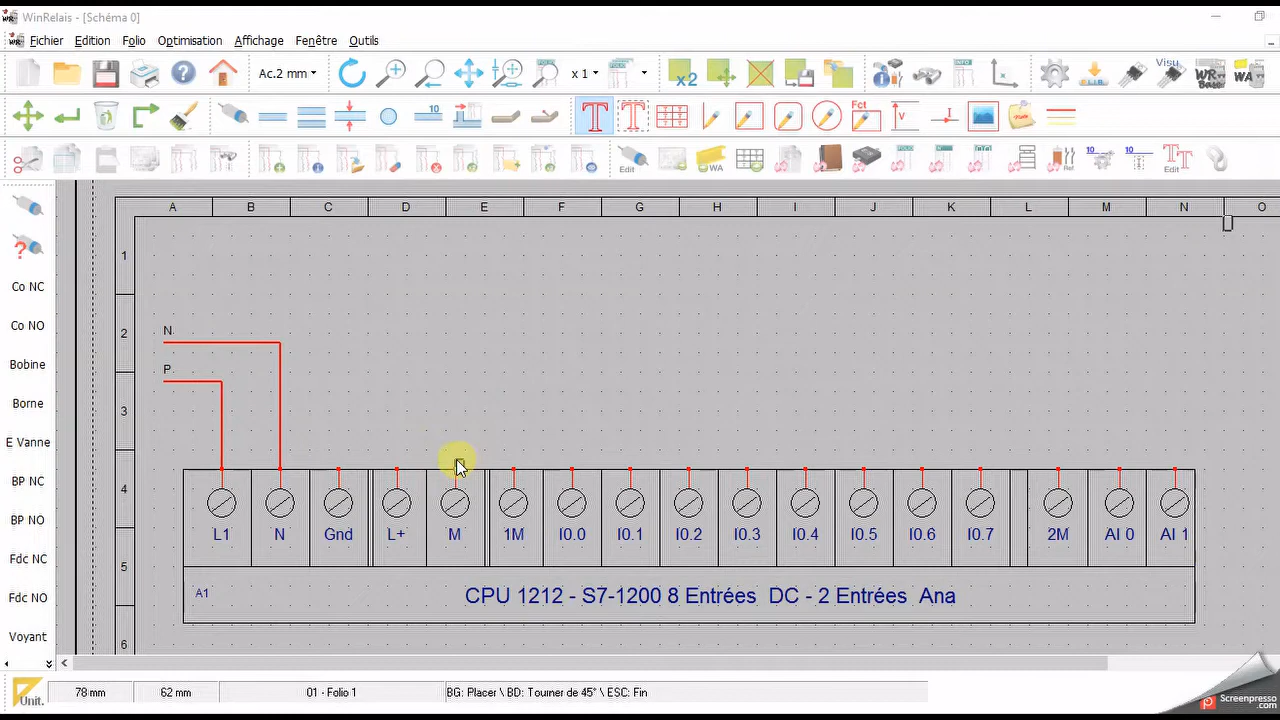 WinRelais - [Schéma 0]
Fichier Edition Folio Optimisation Affichage Fenêtre Outils
Ac.2 mm x 1 x2 Visu WR WA
10 T T Fct V I
Edit WA FOLIO 10 Ref 10 T T Edit
A B C D E F G H I J K L M N O
Co NC
Co NO
Bobine
Borne
E Vanne
BP NC
BP NO
Fdc NC
Fdc NO
Voyant
1
2
3
4
5
6
N
P
L1 N Gnd L+ M 1M I0.0 I0.1 I0.2 I0.3 I0.4 I0.5 I0.6 I0.7 2M AI 0 AI 1
A1 CPU 1212 - S7-1200 8 Entrées DC - 2 Entrées Ana
Unit. 78 mm 62 mm 01 - Folio 1 BG: Placer \ BD: Tourner de 45° \ ESC: Fin
Screenpresso
.com